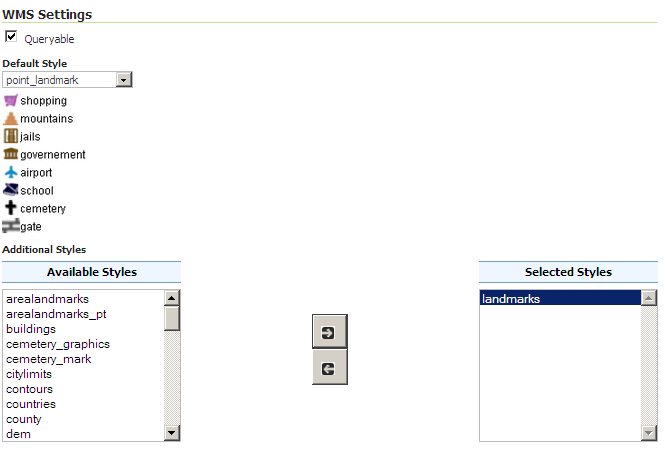 WMS Settings
Queryable
Default Style
point_landmark
shopping
mountains
jails
governement
airport
school
cemetery
gate
Additional Styles
Available Styles
arealandmarks
arealandmarks_pt
buildings
cemetery_graphics
cemetery_mark
citylimits
contours
countries
county
dem
Selected Styles
landmarks